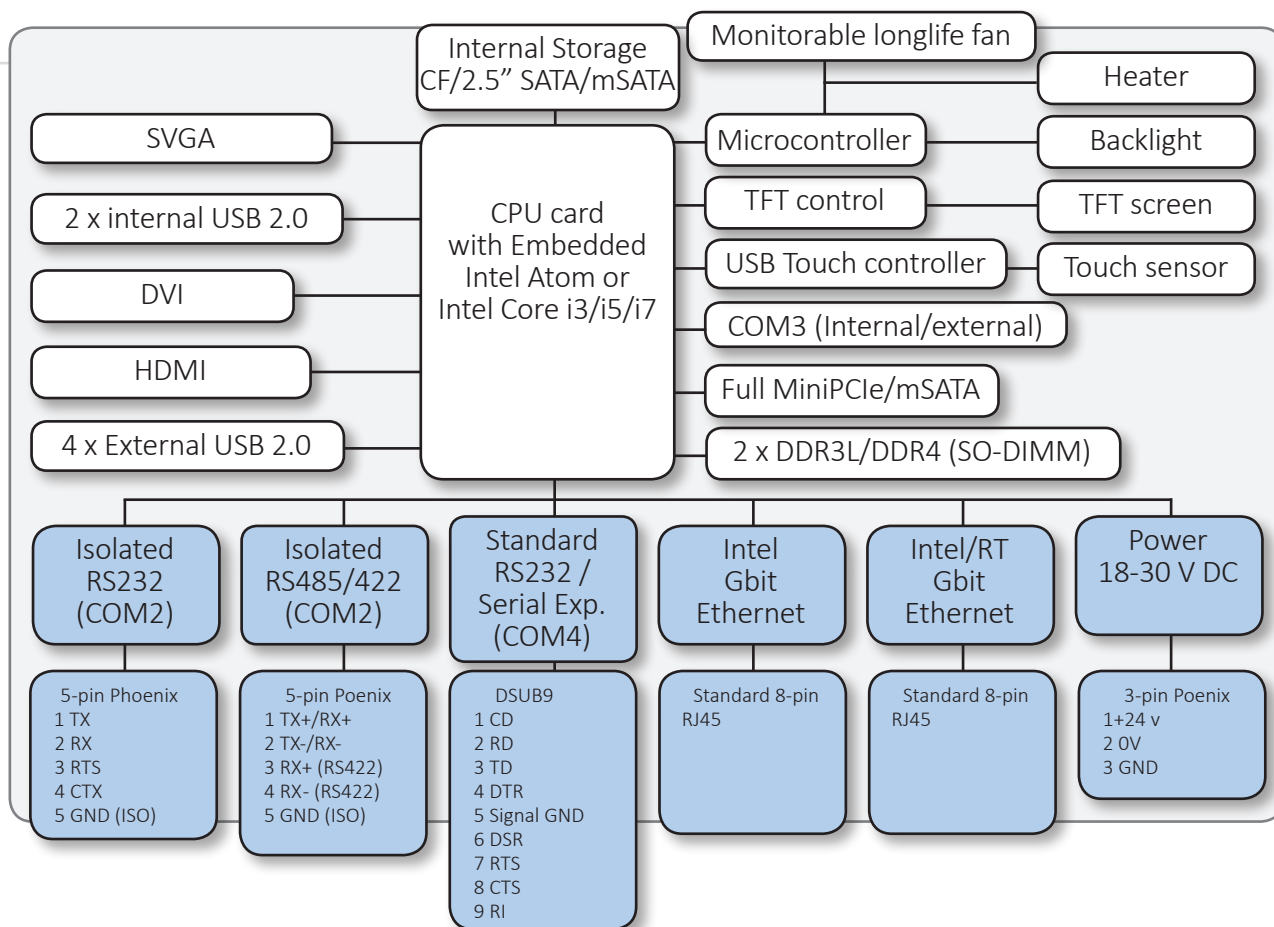 Internal Storage
CF/2.5” SATA/mSATA
Monitorable longlife fan
Heater
SVGA
Microcontroller
Backlight
2 x internal USB 2.0
TFT control
TFT screen
CPU card
with Embedded
Intel Atom or
Intel Core i3/i5/i7
USB Touch controller
Touch sensor
DVI
COM3 (Internal/external)
HDMI
Full MiniPCIe/mSATA
4 x External USB 2.0
2 x DDR3L/DDR4 (SO-DIMM)
Isolated
RS232
(COM2)
Isolated
RS485/422
(COM2)
Standard
RS232 /
Serial Exp.
(COM4)
Intel
Gbit
Ethernet
Intel/RT
Gbit
Ethernet
Power
18-30 V DC
5-pin Phoenix
1 TX
2 RX
3 RTS
4 CTX
5 GND (ISO)
5-pin Poenix
1 TX+/RX+
2 TX-/RX-
3 RX+ (RS422)
4 RX- (RS422)
5 GND (ISO)
DSUB9
1 CD
2 RD
3 TD
4 DTR
5 Signal GND
6 DSR
7 RTS
8 CTS
9 RI
Standard 8-pin
RJ45
Standard 8-pin
RJ45
3-pin Poenix
1+24 v
2 0V
3 GND